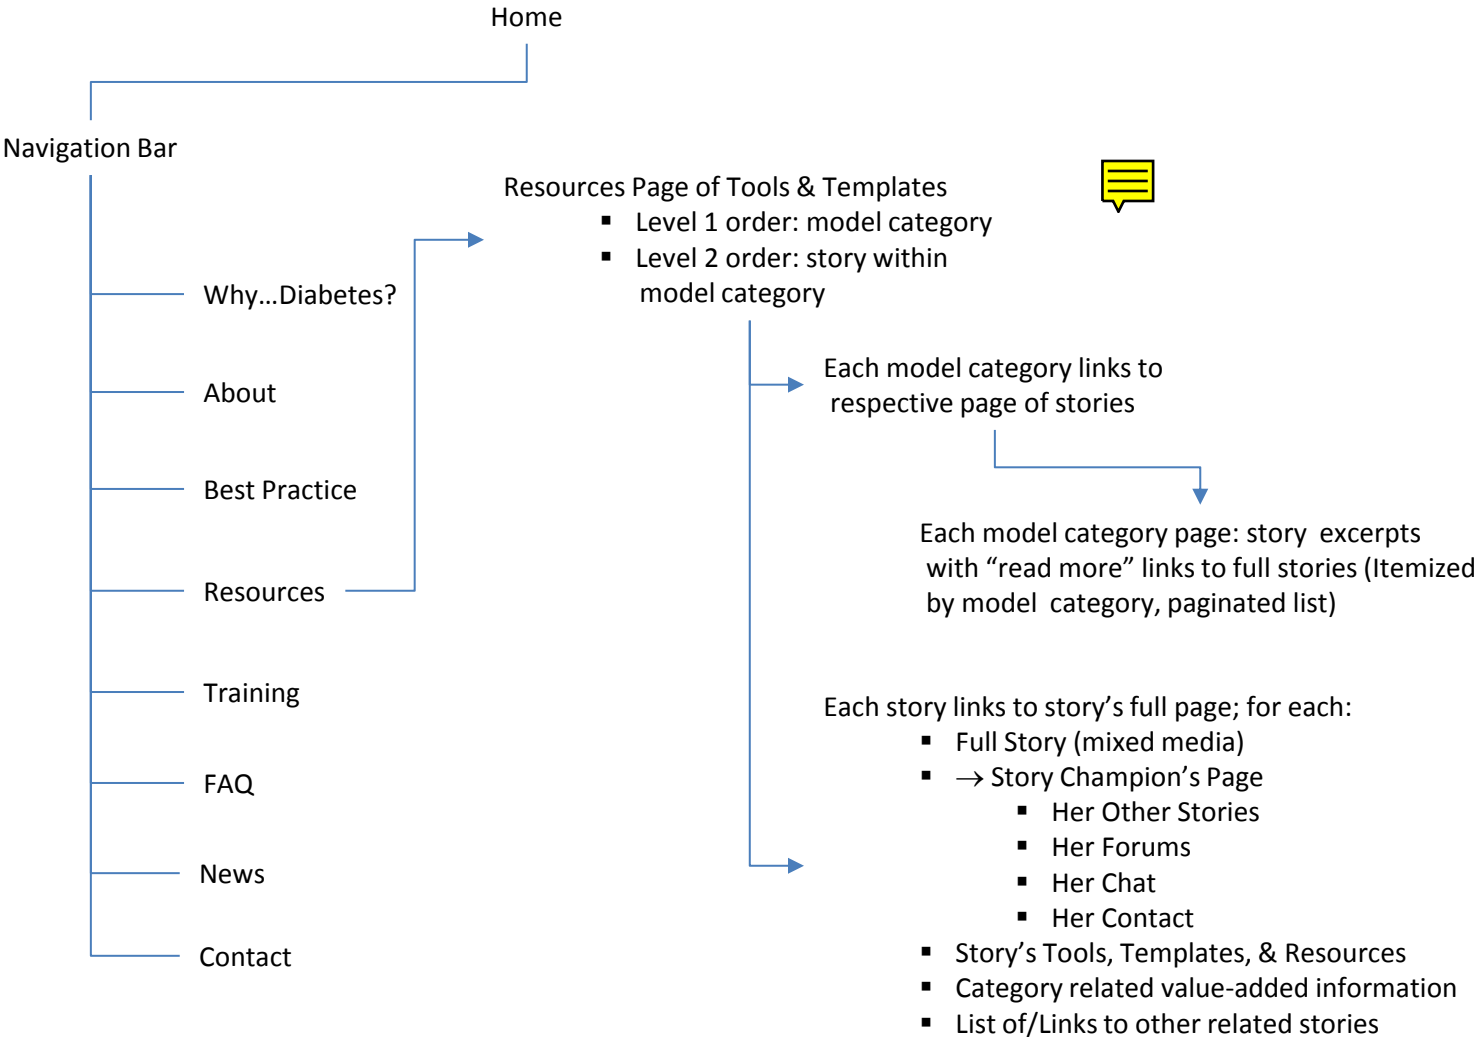 Home
Navigation Bar
Why…Diabetes?
About
Best Practice
Resources
Training
FAQ
News
Contact
Resources Page of Tools & Templates
▪ Level 1 order: model category
▪ Level 2 order: story within
model category
Each model category links to
respective page of stories
Each model category page: story excerpts
with “read more” links to full stories (Itemized
by model category, paginated list)
Each story links to story’s full page; for each:
▪ Full Story (mixed media)
▪ → Story Champion’s Page
▪ Her Other Stories
▪ Her Forums
▪ Her Chat
▪ Her Contact
▪ Story’s Tools, Templates, & Resources
▪ Category related value-added information
▪ List of/Links to other related stories